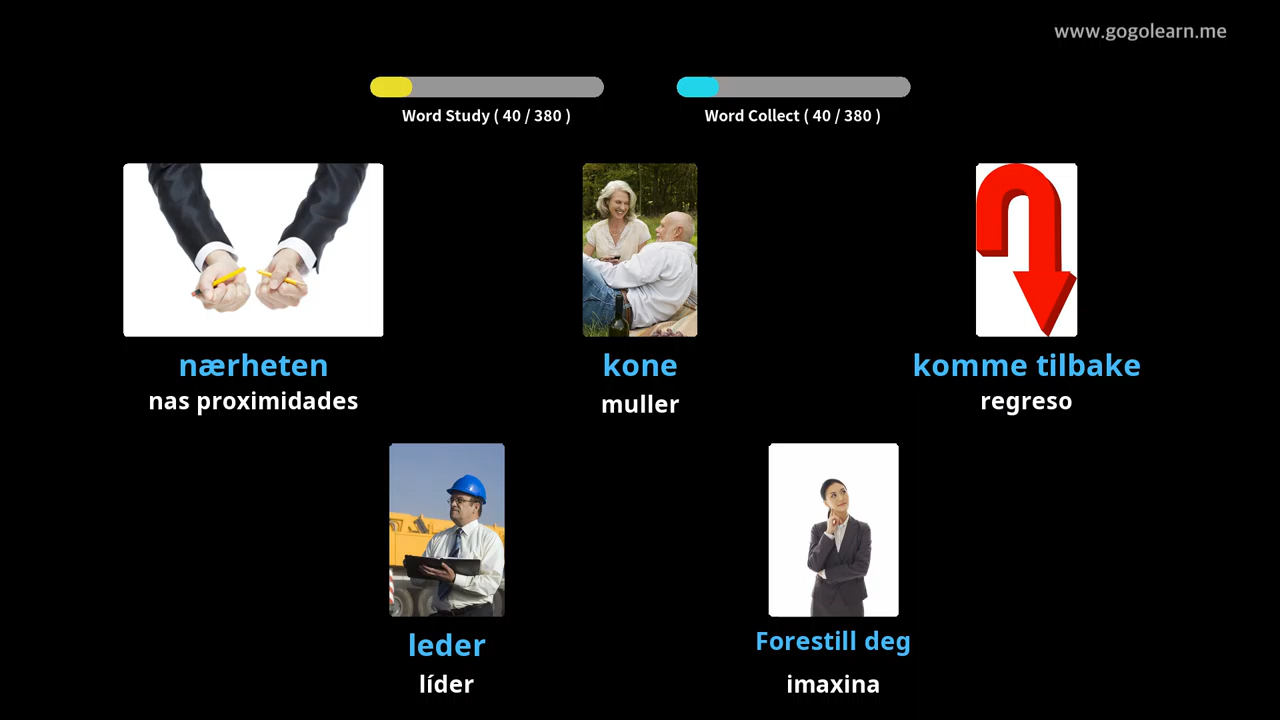 www.gogolearn.me
Word Study ( 40 / 380 )
Word Collect ( 40 / 380 )
nærheten
nas proximidades
kone
muller
komme tilbake
regreso
leder
líder
Forestill deg
imaxina